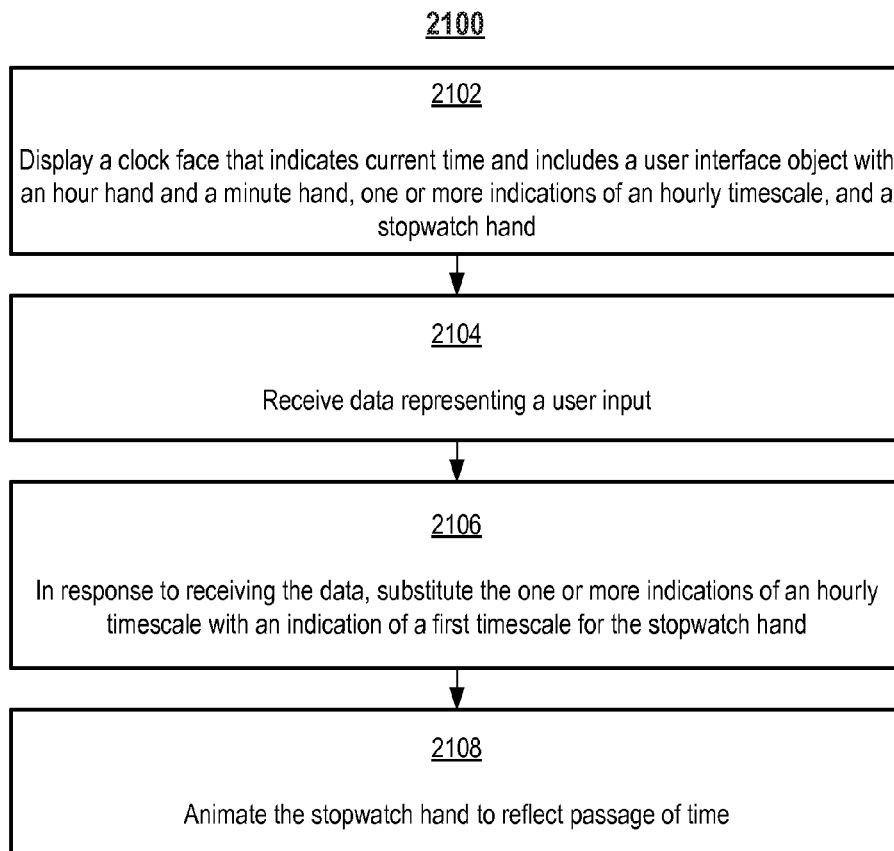 2100
2102
Display a clock face that indicates current time and includes a user interface object with
an hour hand and a minute hand, one or more indications of an hourly timescale, and a
stopwatch hand
2104
Receive data representing a user input
2106
In response to receiving the data, substitute the one or more indications of an hourly
timescale with an indication of a first timescale for the stopwatch hand
2108
Animate the stopwatch hand to reflect passage of time